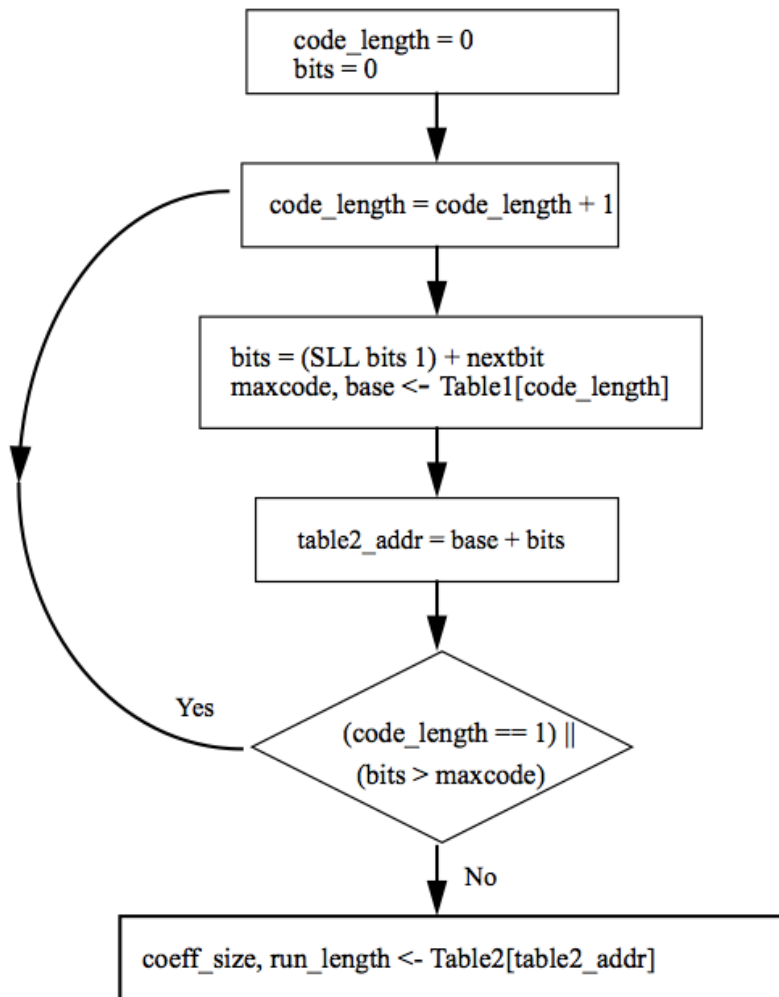 code_length = 0
bits = 0
code_length = code_length + 1
bits = (SLL bits 1) + nextbit
maxcode, base <- Table1[code_length]
table2_addr = base + bits
Yes
(code_length == 1) ||
(bits > maxcode)
No
coeff_size, run_length <- Table2[table2_addr]